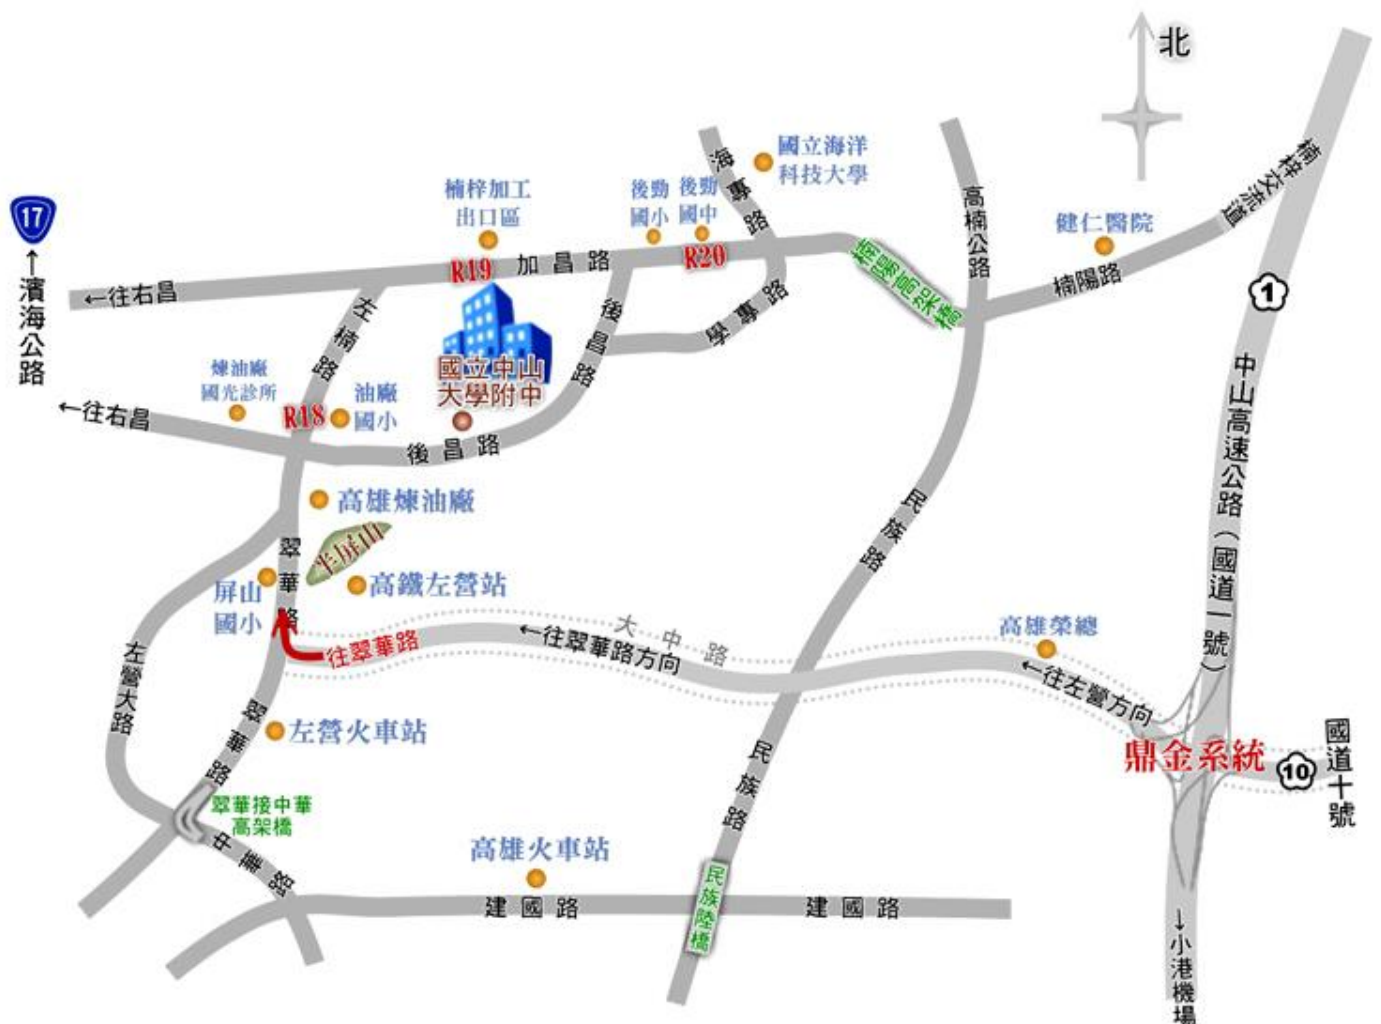 北
國立海洋
科技大學
海專路
楠梓交流道
楠梓加工
出口區
後勁
國小
後勁
國中
高楠公路
健仁醫院
17
←濱海公路
R19
加昌路
R20
楠陽高架橋
楠陽路
←往右昌
左楠路
後昌路
學專路
1
中山高速公路(國道一號)
國立中山
大學附中
煉油廠
國光診所
油廠
國小
R18
←往右昌
後昌路
高雄煉油廠
半屏山
民族路
翠華路
高鐵左營站
屏山
國小
大中路
高雄榮總
往翠華路
←往翠華路方向
←往左營方向
左營大路
翠華路
左營火車站
民族路
鼎金系統
10
國道十號
翠華接中華
高架橋
中華路
高雄火車站
建國路
民族陸橋
建國路
→小港機場